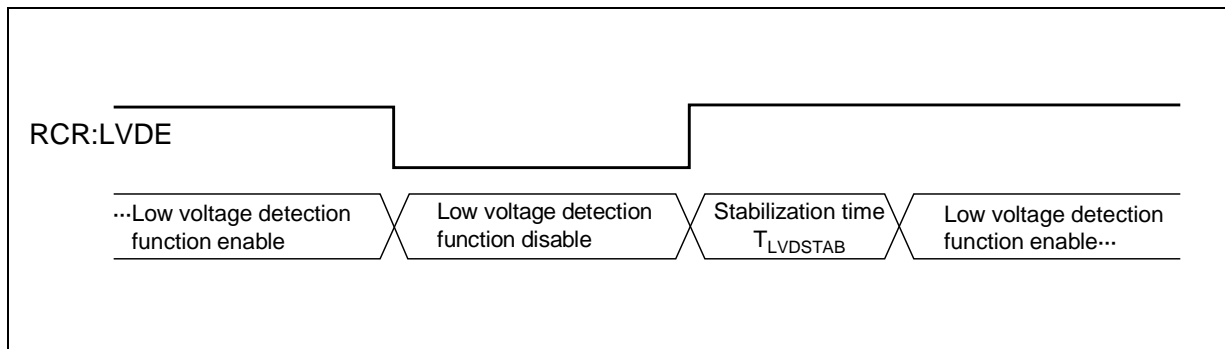 RCR:LVDE
···Low voltage detection
function enable
Low voltage detection
function disable
Stabilization time
TLVDSTAB
Low voltage detection
function enable···